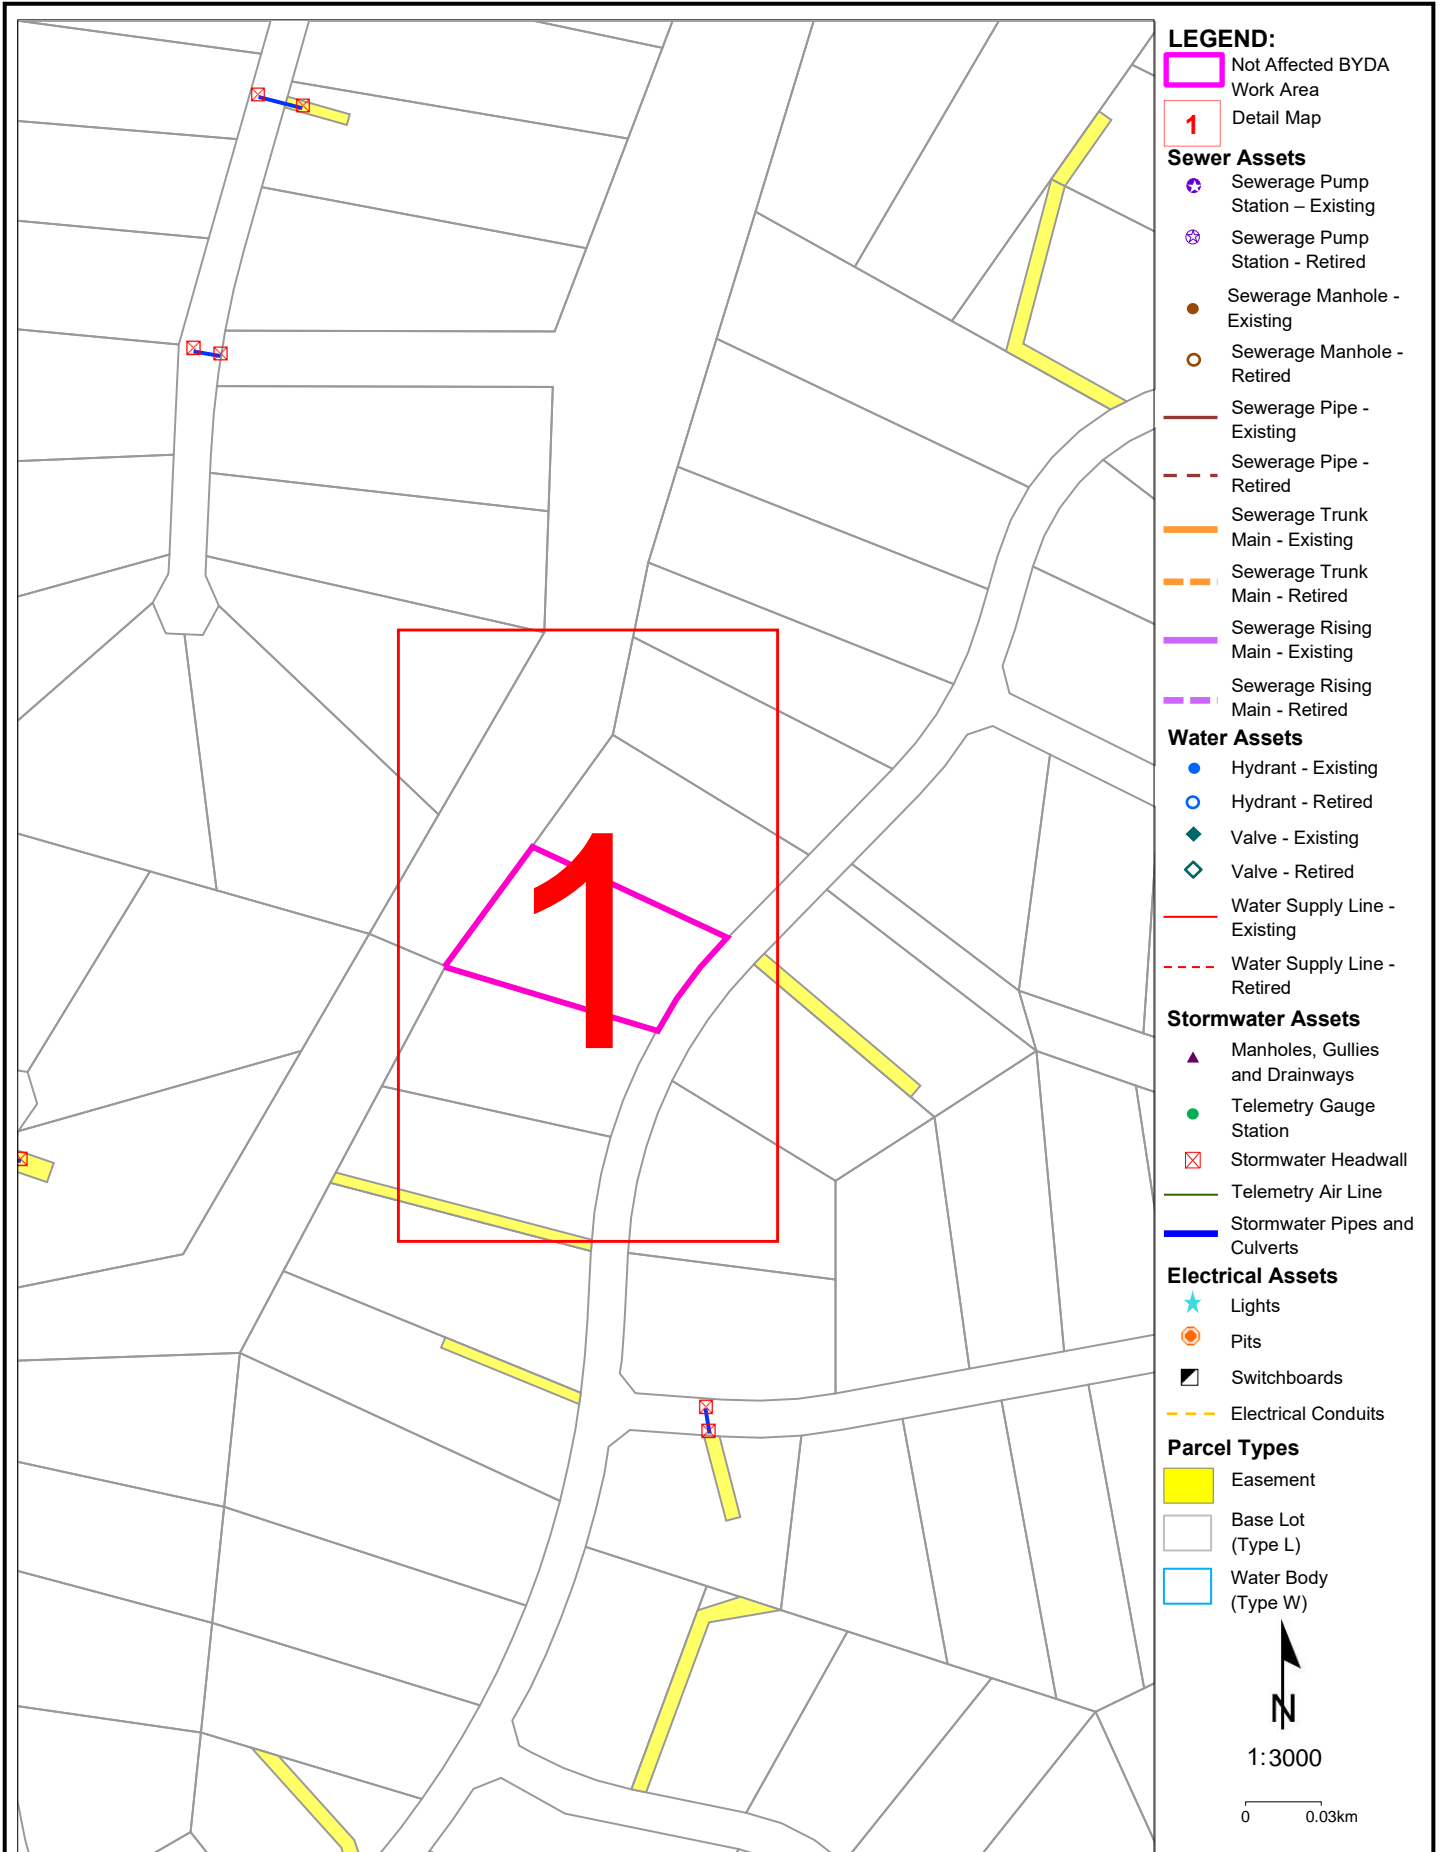 LEGEND:
Not Affected BYDA
Work Area
1
Detail Map
Sewer Assets
Sewerage Pump
Station – Existing
Sewerage Pump
Station - Retired
Sewerage Manhole -
Existing
Sewerage Manhole -
Retired
Sewerage Pipe -
Existing
Sewerage Pipe -
Retired
Sewerage Trunk
Main - Existing
Sewerage Trunk
Main - Retired
Sewerage Rising
Main - Existing
Sewerage Rising
Main - Retired
Water Assets
Hydrant - Existing
Hydrant - Retired
Valve - Existing
Valve - Retired
Water Supply Line -
Existing
Water Supply Line -
Retired
Stormwater Assets
Manholes, Gullies
and Drainways
Telemetry Gauge
Station
Stormwater Headwall
Telemetry Air Line
Stormwater Pipes and
Culverts
Electrical Assets
Lights
Pits
Switchboards
Electrical Conduits
Parcel Types
Easement
Base Lot
(Type L)
Water Body
(Type W)
N
1:3000
0 0.03km
1